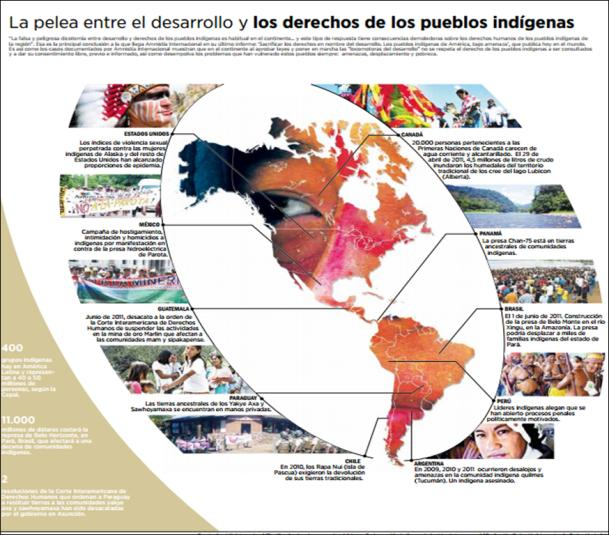 La pelea entre el desarrollo y los derechos de los pueblos indígenas
"La falsa y peligrosa dicotomía entre desarrollo y derechos de los pueblos indígenas es habitual en el continente... y este tipo de respuesta tiene consecuencias demoledoras sobre los derechos humanos de los pueblos indígenas de
la región". Esa es la principal conclusión a la que llega Amnistía Internacional en su último informe: 'Sacrificar los derechos en nombre del desarrollo. Los pueblos indígenas de América, bajo amenaza', que publica hoy en el mundo.
Es así como los casos documentados por Amnistía Internacional muestran que en el continente al aprobar leyes y poner en marcha las "locomotoras del desarrollo" no se respeta el derecho de los pueblos indígenas a ser consultados
y a dar su consentimiento libre, previo e informado, así como
ESTADOS UNIDOS
Los índices de violencia sexual
perpetrada contra las mujeres
indígenas de Alaska y del resto de
Estados Unidos han alcanzado
proporciones de epidemia.
CANADÁ
20.000 personas pertenecientes a las
Primeras Naciones de Canadá carecen de
agua corriente y alcantarillado. El 29 de
abril de 2011, 4,5 millones de litros de crudo
inundaron los humedales del territorio
tradicional de los cree del lago Lubicon
(Alberta).
NO A LA PAROTA
MÉXICO
Campaña de hostigamiento,
intimidación y homicidios a
indígenas por manifestación en
contra de la presa hidroeléctrica
de Parota.
PANAMÁ
La presa Chan-75 está en tierras
ancestrales de comunidades
indígenas.
GUATEMALA
Junio de 2011, desacato a la orden de
la Corte Interamericana de Derechos
Humanos de suspender las actividades
en la mina de oro Marlin que afectan a
las comunidades mam y sipakapense.
BRASIL
El 1 de junio de 2011, Construcción
de la presa de Belo Monte en el río
Xingu, en la Amazonía. La presa
podría desplazar a miles de
familias indígenas del estado de
Pará.
400
grupos indígenas
hay en América
Latina y represen-
tan a 40 o 50
millones de
personas, según la
Cepal.
PARAGUAY
Las tierras ancestrales de los Yakye Axa y
Sawhoyamaxa se encuentran en manos privadas.
PERÚ
Líderes indígenas alegan que se
han abierto procesos penales
políticamente motivados.
11.000
millones de dólares costará la
represa de Belo Horizonte, en
Pará, Brasil, que afectará a una
decena de comunidades
indígenas.
CHILE
En 2010, los Rapa Nui (Isla de
Pascua) exigieron la devolución
de sus tierras tradicionales.
ARGENTINA
En 2009, 2010 y 2011 ocurrieron desalojos y
amenazas en la comunidad indígena quilmes
(Tucumán). Un indígena asesinado.
2
resoluciones de la Corte Interamericana de
Derechos Humanos que ordenan a Paraguay
a restituir tierras a las comunidades yakye
axa y sawhoyamaxa han sido desacatadas
por el gobierno en Asunción.